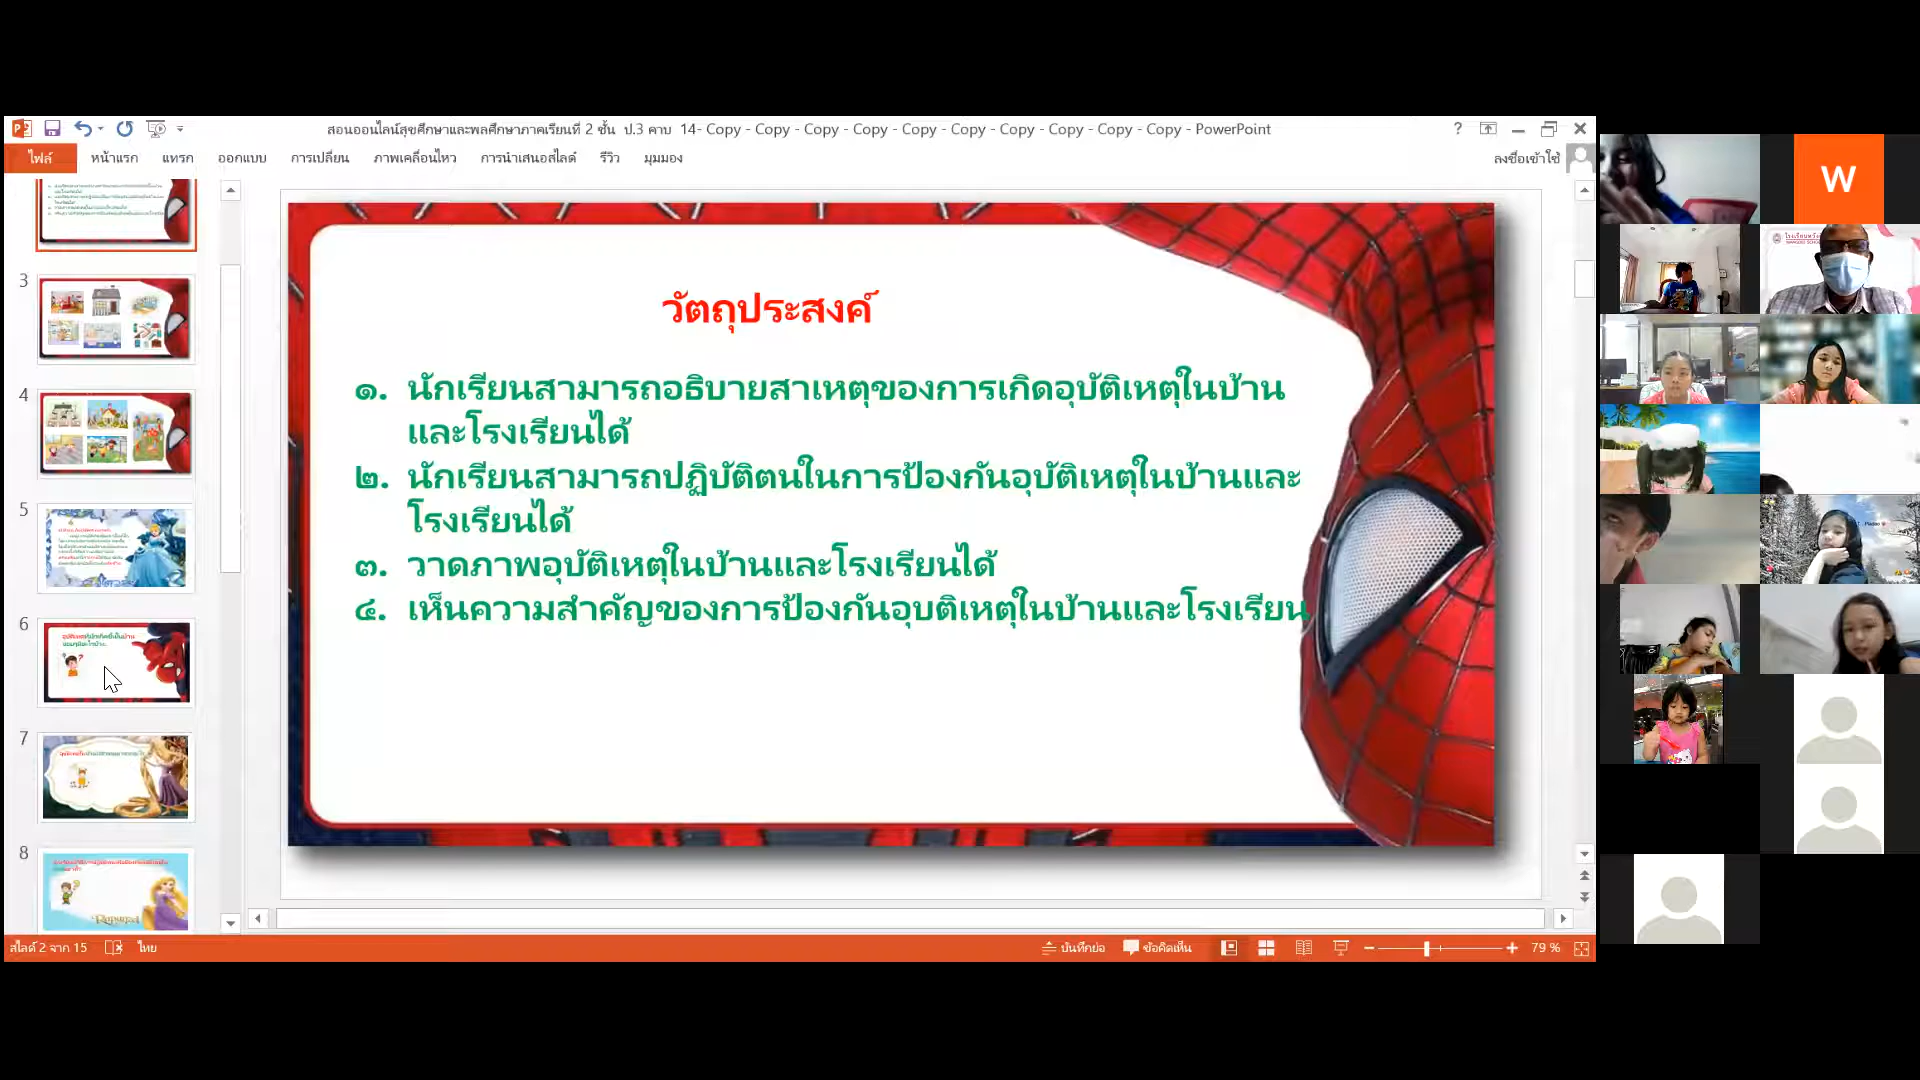 สอนออนไลน์สุขศึกษาและพลศึกษาภาคเรียนที่ 2 ชั้น ป.3 คาบ 14- Copy - Copy - Copy - Copy - Copy - Copy - Copy - Copy - Copy - Copy - PowerPoint
ไฟล์ หน้าแรก แทรก ออกแบบ การเปลี่ยน ภาพเคลื่อนไหว การนำเสนอสไลด์ รีวิว มุมมอง
ลงชื่อเข้าใช้
W
วัตถุประสงค์
๑. นักเรียนสามารถอธิบายสาเหตุของการเกิดอุบัติเหตุในบ้าน
และโรงเรียนได้
๒. นักเรียนสามารถปฏิบัติตนในการป้องกันอุบัติเหตุในบ้านและ
โรงเรียนได้
๓. วาดภาพอุบัติเหตุในบ้านและโรงเรียนได้
๔. เห็นความสำคัญของการป้องกันอุบติเหตุในบ้านและโรงเรียน
3
4
5
6
7
8
Rapunzel
สไลด์ 2 จาก 15 ไทย
บันทึกย่อ ข้อคิดเห็น 79 %